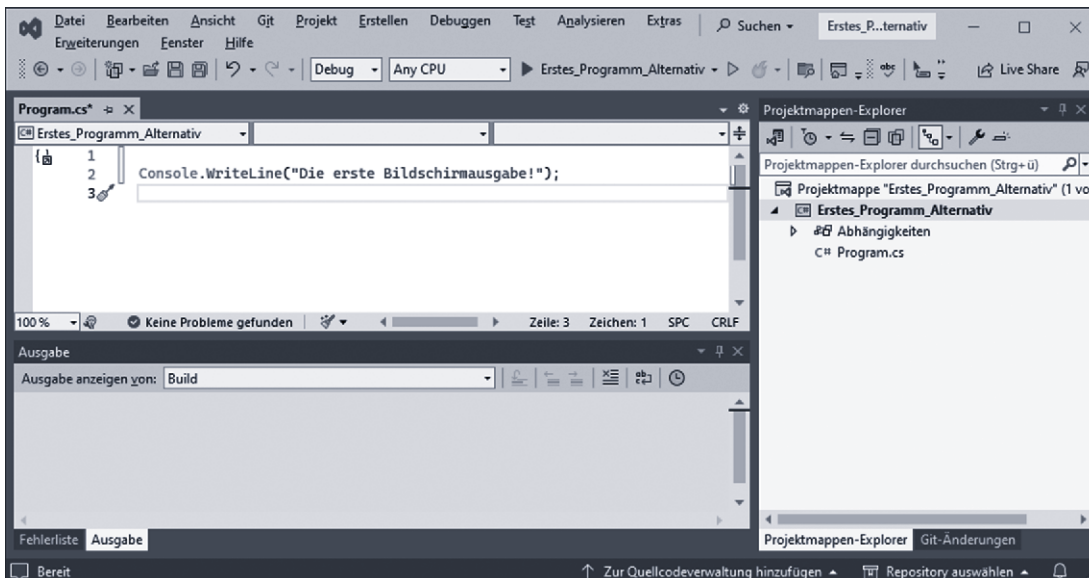 Datei Bearbeiten Ansicht Git Projekt Erstellen Debuggen Test Analysieren Extras Suchen Erstes_P...ternativ
Erweiterungen Fenster Hilfe
Debug Any CPU Erstes_Programm_Alternativ Live Share
Program.cs*
Erstes_Programm_Alternativ
1
2 Console.WriteLine("Die erste Bildschirmausgabe!");
3
100 % Keine Probleme gefunden Zeile: 3 Zeichen: 1 SPC CRLF
Ausgabe
Ausgabe anzeigen von: Build
Fehlerliste Ausgabe
Projektmappen-Explorer
Projektmappen-Explorer durchsuchen (Strg+ü)
Projektmappe "Erstes_Programm_Alternativ" (1 vo
C# Erstes_Programm_Alternativ
Abhängigkeiten
C# Program.cs
Projektmappen-Explorer Git-Änderungen
Bereit Zur Quellcodeverwaltung hinzufügen Repository auswählen